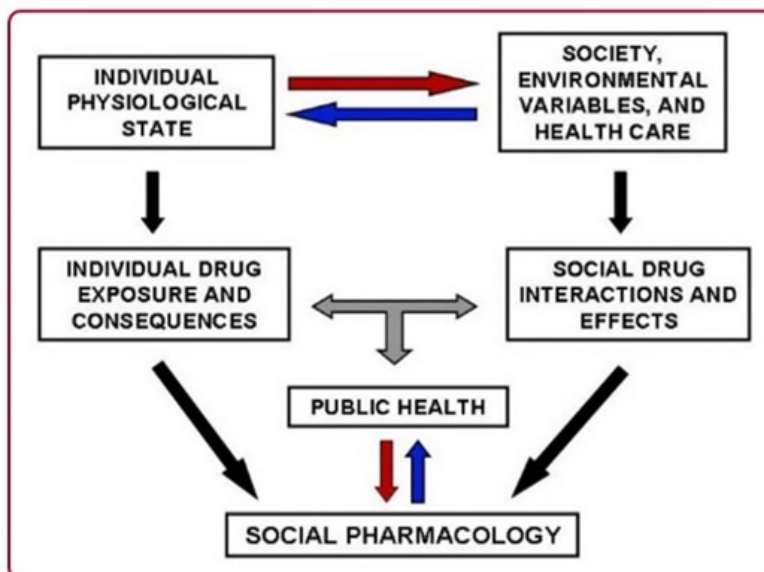 INDIVIDUAL
PHYSIOLOGICAL
STATE
SOCIETY,
ENVIRONMENTAL
VARIABLES, AND
HEALTH CARE
INDIVIDUAL DRUG
EXPOSURE AND
CONSEQUENCES
SOCIAL DRUG
INTERACTIONS AND
EFFECTS
PUBLIC HEALTH
SOCIAL PHARMACOLOGY